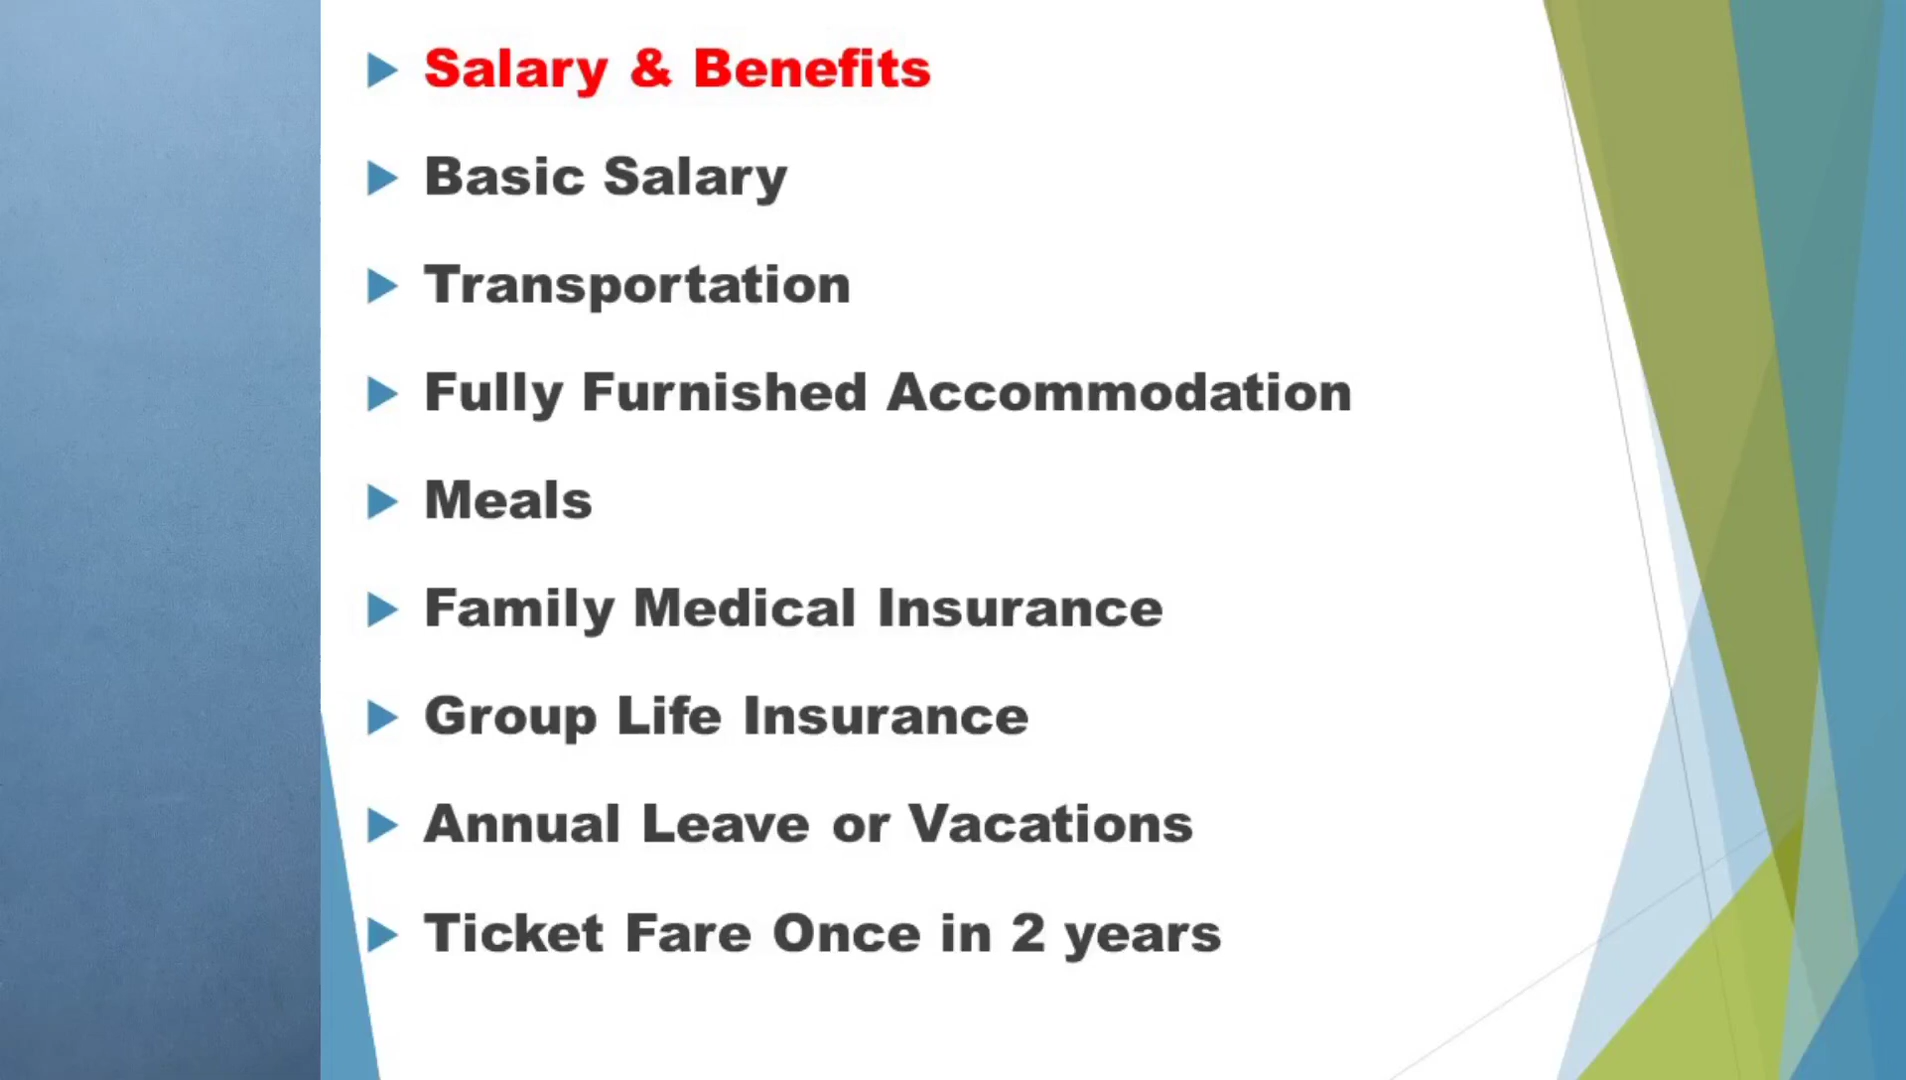 Salary & Benefits
Basic Salary
Transportation
Fully Furnished Accommodation
Meals
Family Medical Insurance
Group Life Insurance
Annual Leave or Vacations
Ticket Fare Once in 2 years